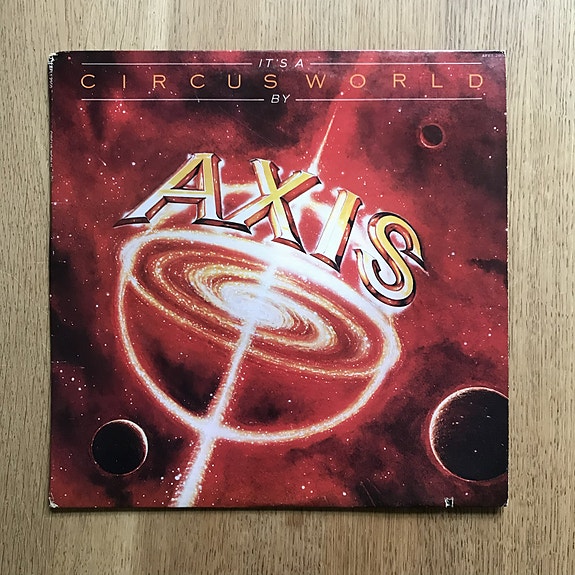 IT'S A
CIRCUS WORLD
BY
AXIS